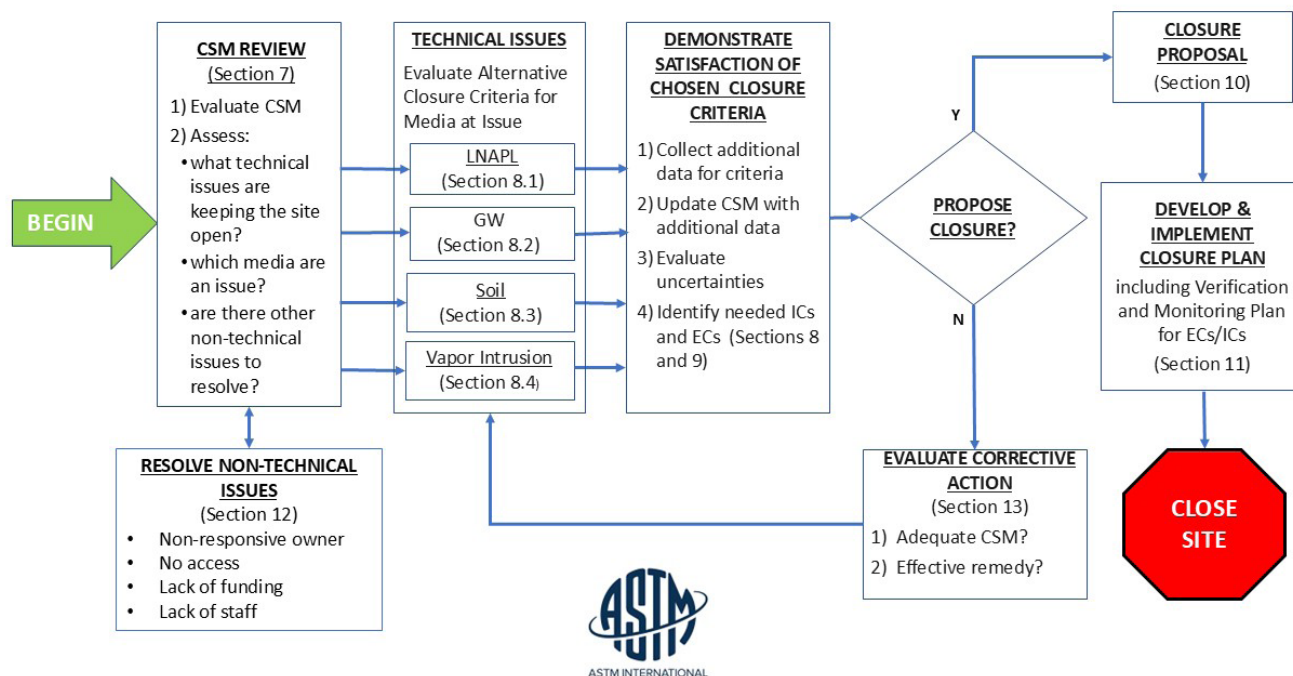 BEGIN
CSM REVIEW
(Section 7)
1) Evaluate CSM
2) Assess:
•what technical
issues are
keeping the site
open?
•which media are
an issue?
•are there other
non-technical
issues to
resolve?
RESOLVE NON-TECHNICAL
ISSUES
(Section 12)
• Non-responsive owner
• No access
• Lack of funding
• Lack of staff
TECHNICAL ISSUES
Evaluate Alternative
Closure Criteria for
Media at Issue
LNAPL
(Section 8.1)
GW
(Section 8.2)
Soil
(Section 8.3)
Vapor Intrusion
(Section 8.4)
DEMONSTRATE
SATISFACTION OF
CHOSEN CLOSURE
CRITERIA
1) Collect additional
data for criteria
2) Update CSM with
additional data
3) Evaluate
uncertainties
4) Identify needed ICs
and ECs (Sections 8
and 9)
PROPOSE
CLOSURE?
Y
N
CLOSURE
PROPOSAL
(Section 10)
DEVELOP &
IMPLEMENT
CLOSURE PLAN
including Verification
and Monitoring Plan
for ECs/ICs
(Section 11)
CLOSE
SITE
EVALUATE CORRECTIVE
ACTION
(Section 13)
1) Adequate CSM?
2) Effective remedy?
ASTM
ASTM INTERNATIONAL